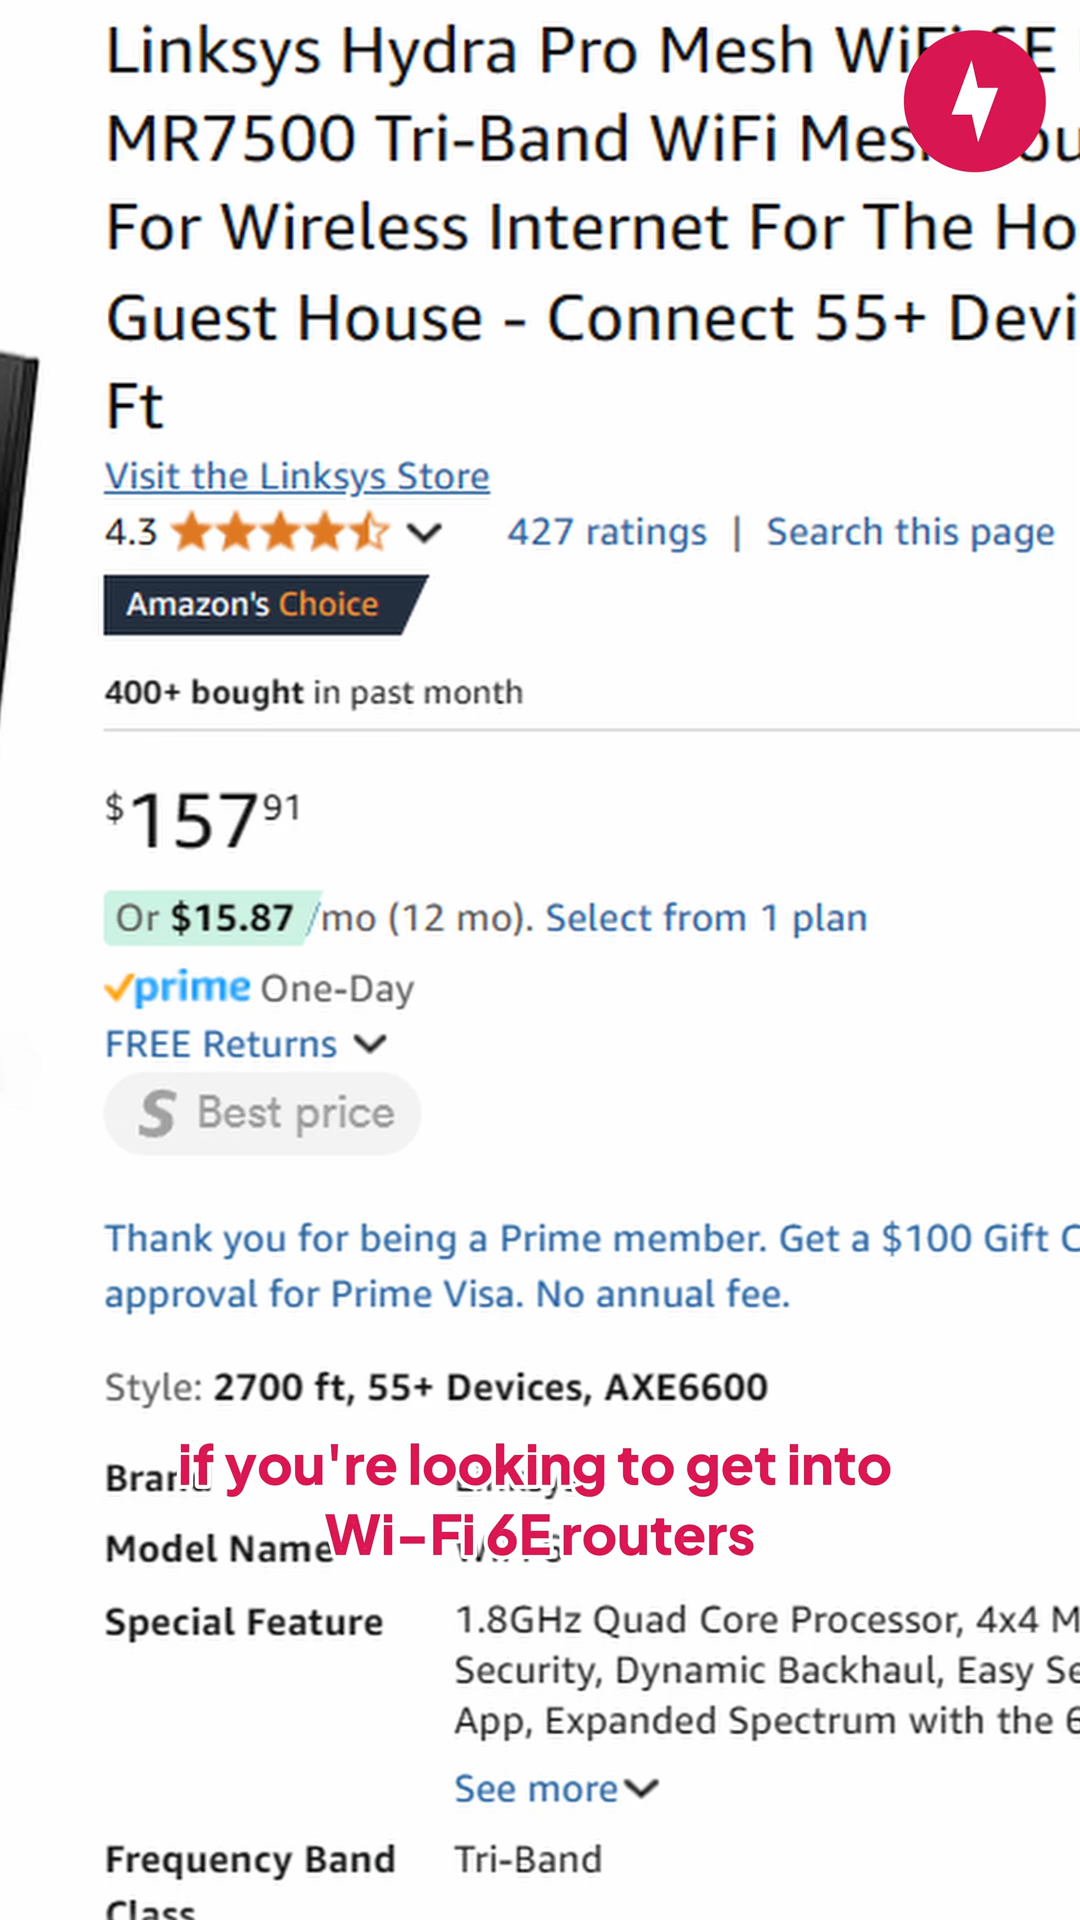 Linksys Hydra Pro Mesh WiFi 6E
MR7500 Tri-Band WiFi Mesh
For Wireless Internet For The Ho
Guest House - Connect 55+ Devi
Ft
Visit the Linksys Store
4.3 427 ratings | Search this page
Amazon's Choice
400+ bought in past month
$157 91
Or $15.87 /mo (12 mo). Select from 1 plan
prime One-Day
FREE Returns
S Best price
Thank you for being a Prime member. Get a $100 Gift C
approval for Prime Visa. No annual fee.
Style: 2700 ft, 55+ Devices, AXE6600
if you're looking to get into
Brand
Wi-Fi 6E routers
Model Name
Special Feature 1.8GHz Quad Core Processor, 4x4 M
Security, Dynamic Backhaul, Easy Se
App, Expanded Spectrum with the 6
See more
Frequency Band Tri-Band
Class